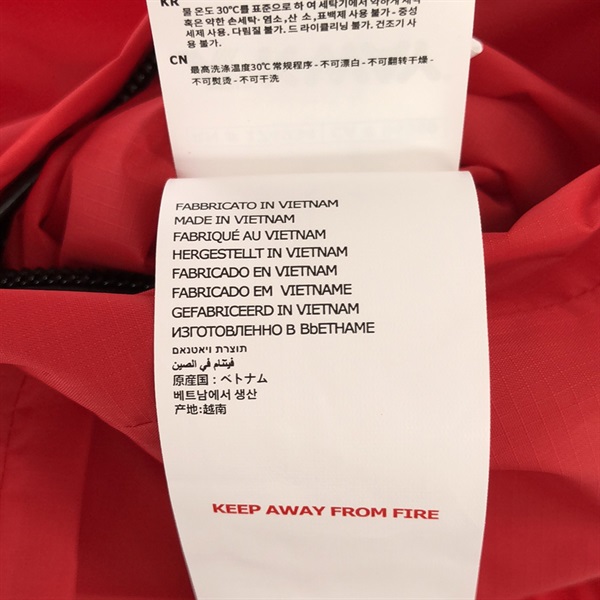 KR
물 온도 30℃를 표준으로 하여 세탁기에서 약하게 세탁
혹은 약한 손세탁· 염소,산 소,표백제 사용 불가 - 중성
세제 사용. 다림질 불가. 드 라이클리닝 불가. 건조기 사
용 불가.
CN
最高洗涤温度30℃ 常规程序 - 不可漂白 - 不可翻转干燥 -
不可熨烫 - 不可干洗
FABBRICATO IN VIETNAM
MADE IN VIETNAM
FABRIQUÉ AU VIETNAM
HERGESTELLT IN VIETNAM
FABRICADO EN VIETNAM
FABRICADO EM VIETNAME
GEFABRICEERD IN VIETNAM
ИЗГОТОВЛЕННО В ВЬЕТНАМЕ
תוצרת ויאטנאם
فيتنام في الصين
原産国：ベトナム
베트남에서 생산
产地:越南
KEEP AWAY FROM FIRE